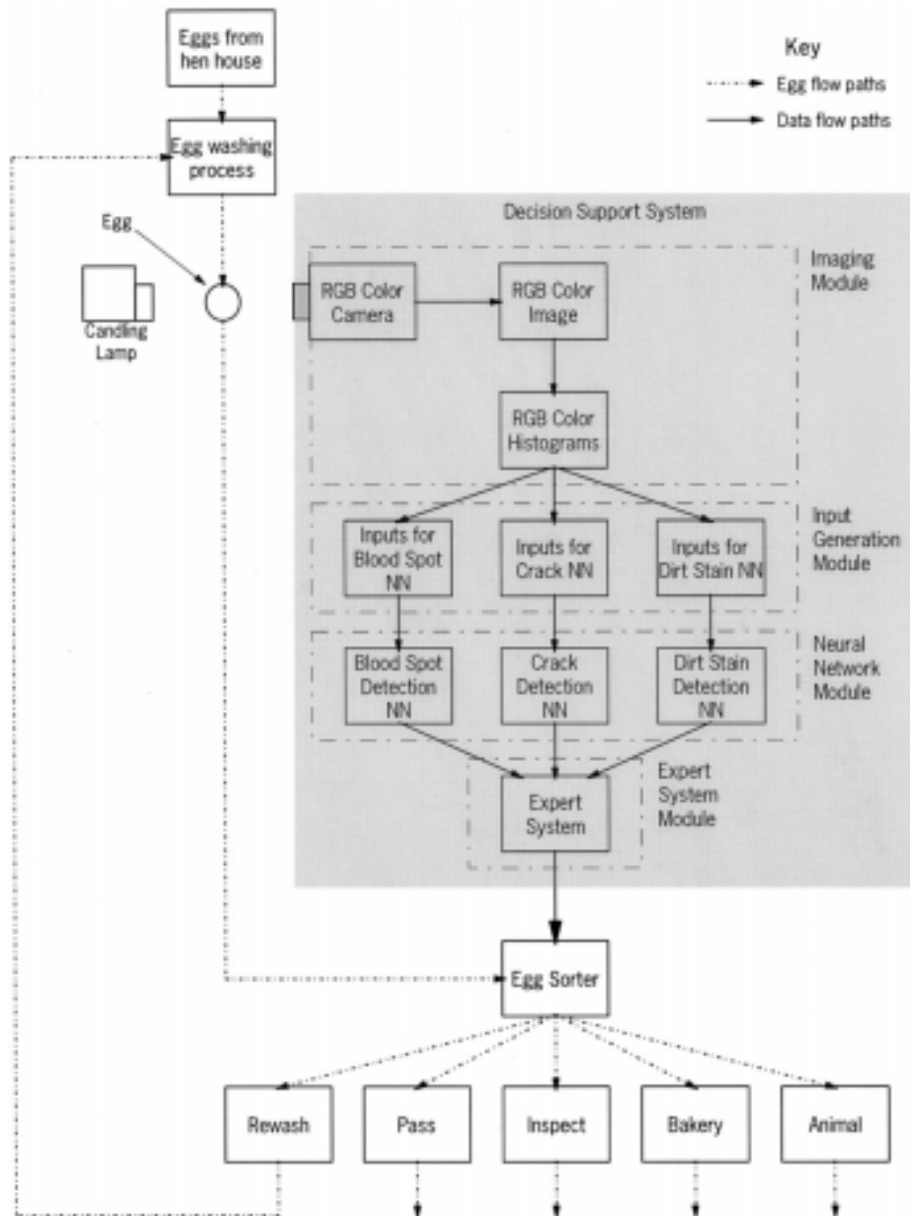 Eggs from
hen house
Key
Egg flow paths
Data flow paths
Egg washing
process
Egg
Candling
Lamp
Decision Support System
Imaging
Module
RGB Color
Camera
RGB Color
Image
RGB Color
Histograms
Input
Generation
Module
Inputs for
Blood Spot
NN
Inputs for
Crack NN
Inputs for
Dirt Stain NN
Neural
Network
Module
Blood Spot
Detection
NN
Crack
Detection
NN
Dirt Stain
Detection
NN
Expert
System
Module
Expert
System
Egg Sorter
Rewash
Pass
Inspect
Bakery
Animal